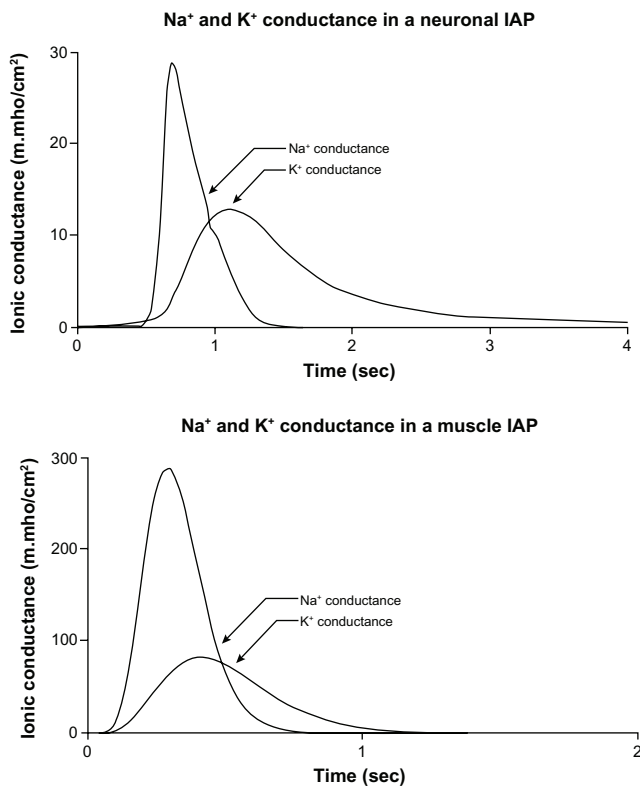 Na⁺ and K⁺ conductance in a neuronal IAP
Ionic conductance (m.mho/cm²)
30
20
10
0
Na⁺ conductance
K⁺ conductance
0 1 2 3 4
Time (sec)
Na⁺ and K⁺ conductance in a muscle IAP
Ionic conductance (m.mho/cm²)
300
200
100
0
Na⁺ conductance
K⁺ conductance
0 1 2
Time (sec)